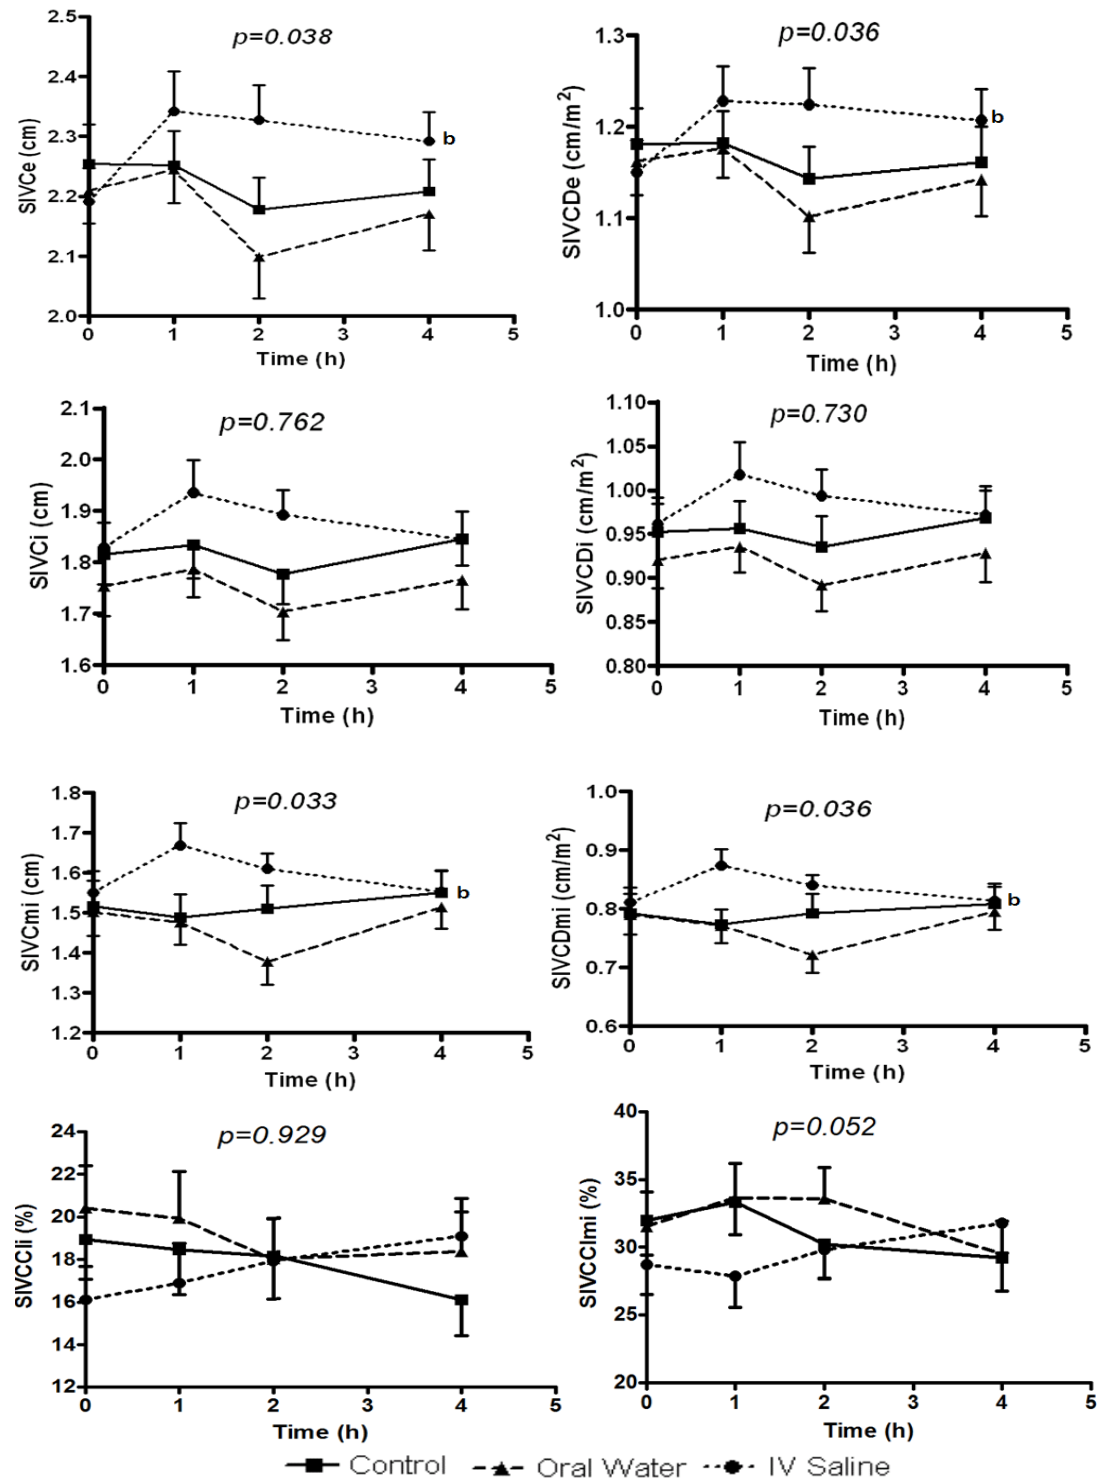 p=0.038
SIVCe (cm)
2.5
2.4
2.3
2.2
2.1
2.0
0 1 2 3 4 5
Time (h)
b
p=0.036
SIVCDe (cm/m²)
1.3
1.2
1.1
1.0
0 1 2 3 4 5
Time (h)
b
p=0.762
SIVCi (cm)
2.1
2.0
1.9
1.8
1.7
1.6
0 1 2 3 4 5
Time (h)
p=0.730
SIVCDi (cm/m²)
1.10
1.05
1.00
0.95
0.90
0.85
0.80
0 1 2 3 4 5
Time (h)
p=0.033
SIVCmi (cm)
1.8
1.7
1.6
1.5
1.4
1.3
1.2
0 1 2 3 4 5
Time (h)
b
p=0.036
SIVCDmi (cm/m²)
1.0
0.9
0.8
0.7
0.6
0 1 2 3 4 5
Time (h)
b
p=0.929
SIVCCIi (%)
24
22
20
18
16
14
12
0 1 2 3 4 5
Time (h)
p=0.052
SIVCCImi (%)
40
35
30
25
20
0 1 2 3 4 5
Time (h)
Control Oral Water IV Saline